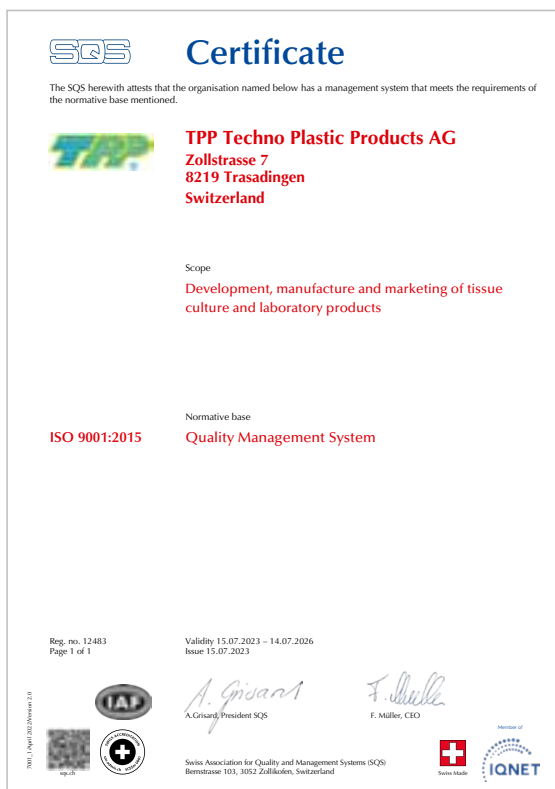 SQS
Certificate
The SQS herewith attests that the organisation named below has a management system that meets the requirements of
the normative base mentioned.
TPP
TPP Techno Plastic Products AG
Zollstrasse 7
8219 Trasadingen
Switzerland
Scope
Development, manufacture and marketing of tissue
culture and laboratory products
Normative base
ISO 9001:2015
Quality Management System
Reg. no. 12483
Page 1 of 1
Validity 15.07.2023 – 14.07.2026
Issue 15.07.2023
A. Grisard
F. Müller
A.Grisard, President SQS
F. Müller, CEO
IAF
sqs.ch
Swiss Association for Quality and Management Systems (SQS)
Bernstrasse 103, 3052 Zollikofen, Switzerland
Swiss Made
Member of
IQNET